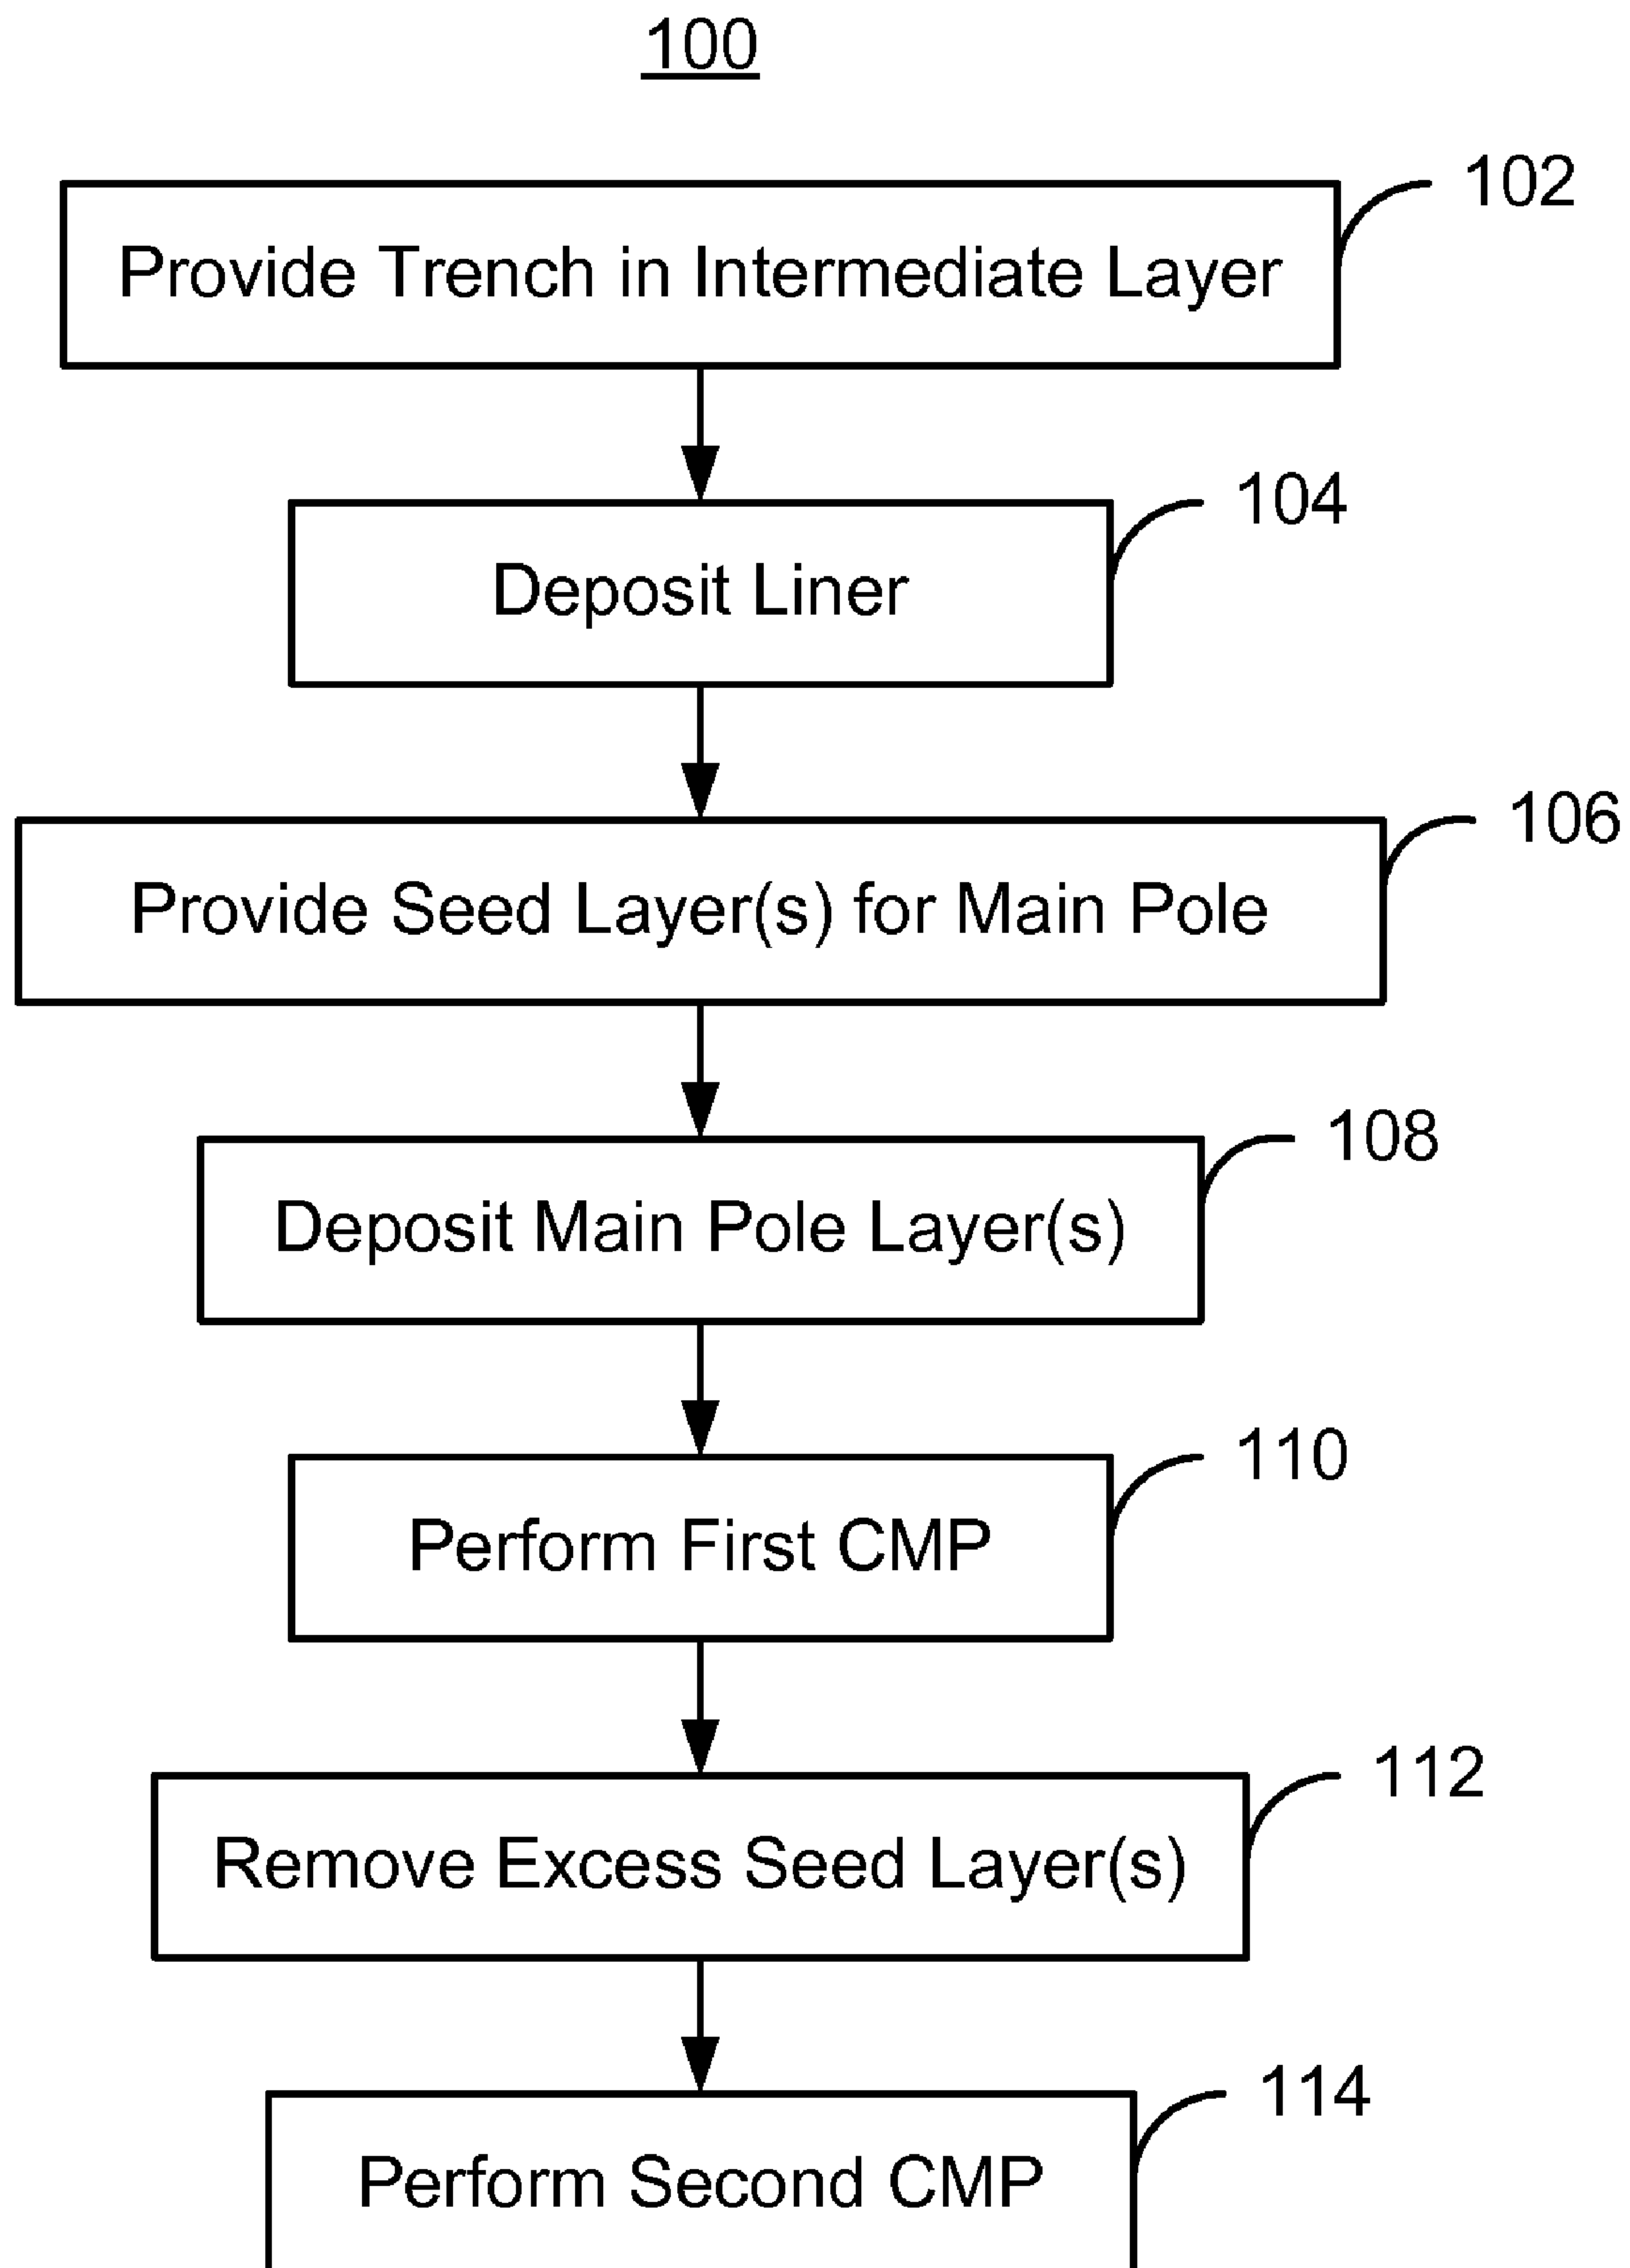 100
102
Provide Trench in Intermediate Layer
104
Deposit Liner
106
Provide Seed Layer(s) for Main Pole
108
Deposit Main Pole Layer(s)
110
Perform First CMP
112
Remove Excess Seed Layer(s)
114
Perform Second CMP